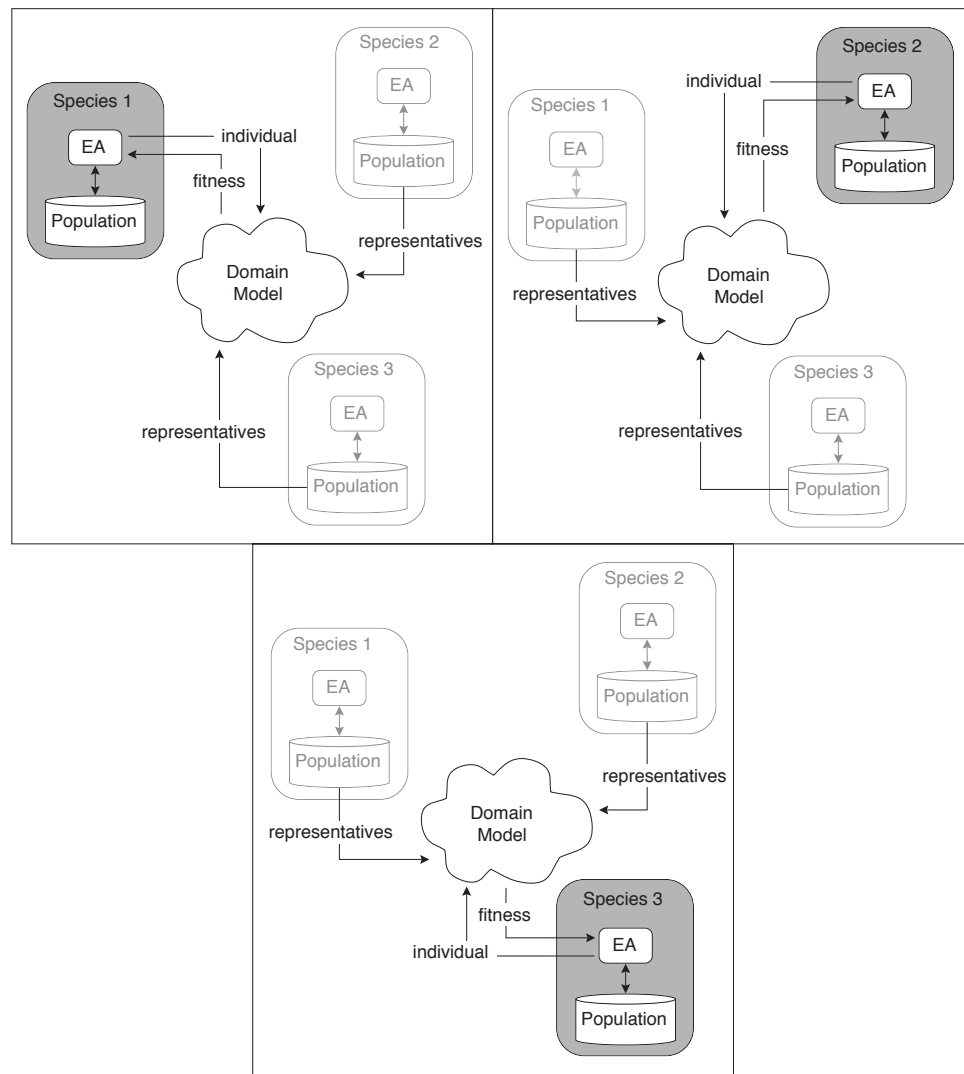 Species 2
EA
Population
Species 1
EA
Population
individual
fitness
representatives
Domain
Model
Species 3
EA
Population
representatives
Species 2
EA
Population
individual
fitness
Species 1
EA
Population
representatives
Domain
Model
Species 3
EA
Population
representatives
Species 2
EA
Population
Species 1
EA
Population
representatives
representatives
Domain
Model
fitness
individual
Species 3
EA
Population